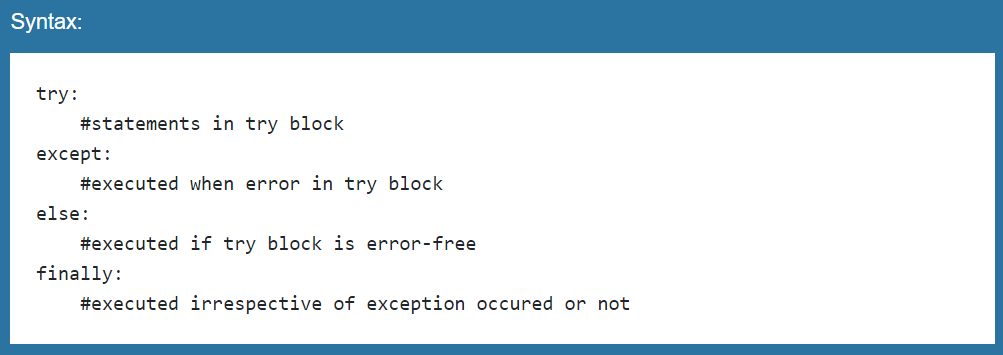 Syntax:
try:
    #statements in try block
except:
    #executed when error in try block
else:
    #executed if try block is error-free
finally:
    #executed irrespective of exception occured or not